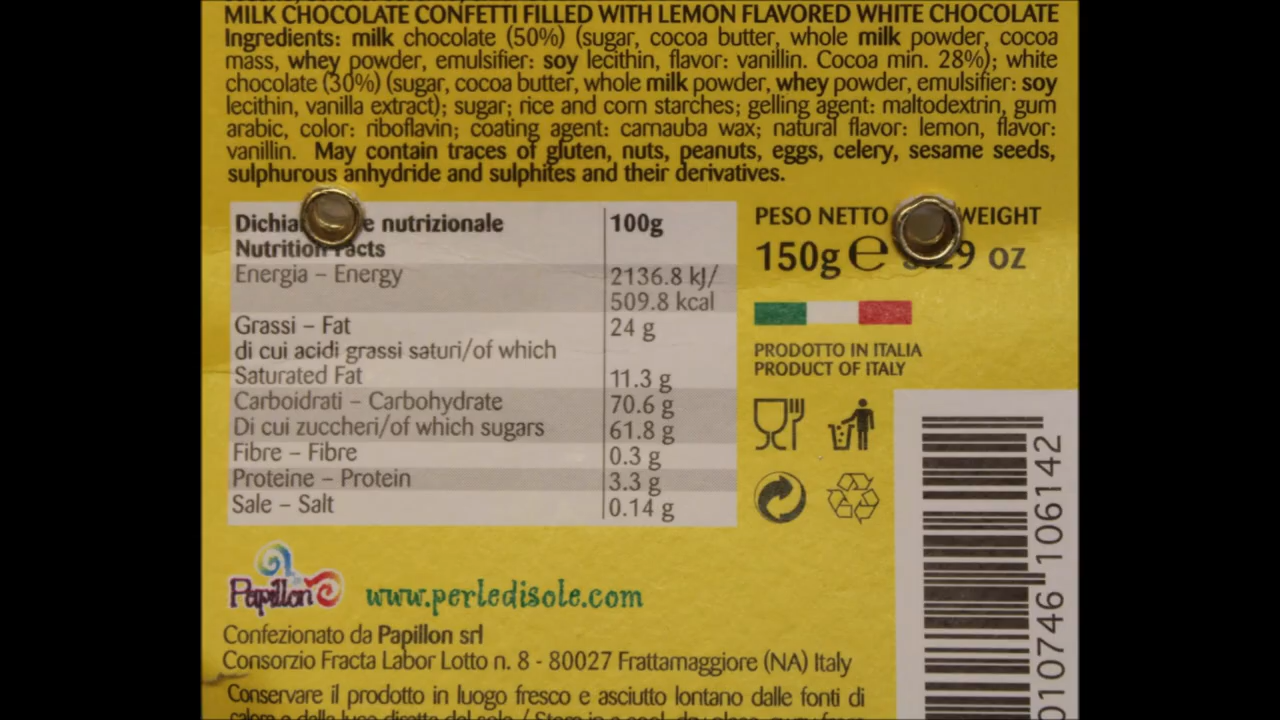 MILK CHOCOLATE CONFETTI FILLED WITH LEMON FLAVORED WHITE CHOCOLATE
Ingredients: milk chocolate (50%) (sugar, cocoa butter, whole milk powder, cocoa
mass, whey powder, emulsifier: soy lecithin, flavor: vanillin. Cocoa min. 28%); white
chocolate (30%) (sugar, cocoa butter, whole milk powder, whey powder, emulsifier: soy
lecithin, vanilla extract); sugar; rice and corn starches; gelling agent: maltodextrin, gum
arabic, color: riboflavin; coating agent: carnauba wax; natural flavor: lemon, flavor:
vanillin. May contain traces of gluten, nuts, peanuts, eggs, celery, sesame seeds,
sulphurous anhydride and sulphites and their derivatives.
nutrizionale 100g
Nutrition Facts
Energia – Energy 2136.8 kJ/
509.8 kcal
Grassi – Fat 24 g
di cui acidi grassi saturi/of which
Saturated Fat 11.3 g
Carboidrati – Carbohydrate 70.6 g
Di cui zuccheri/of which sugars 61.8 g
Fibre – Fibre 0.3 g
Proteine – Protein 3.3 g
Sale – Salt 0.14 g
PESO NETTO WEIGHT
150g ℮ oz
PRODOTTO IN ITALIA
PRODUCT OF ITALY
010746 106142
Papillon
www.perledisole.com
Confezionato da Papillon srl
Consorzio Fracta Labor Lotto n. 8 - 80027 Frattamaggiore (NA) Italy
Conservare il prodotto in luogo fresco e asciutto lontano dalle fonti di